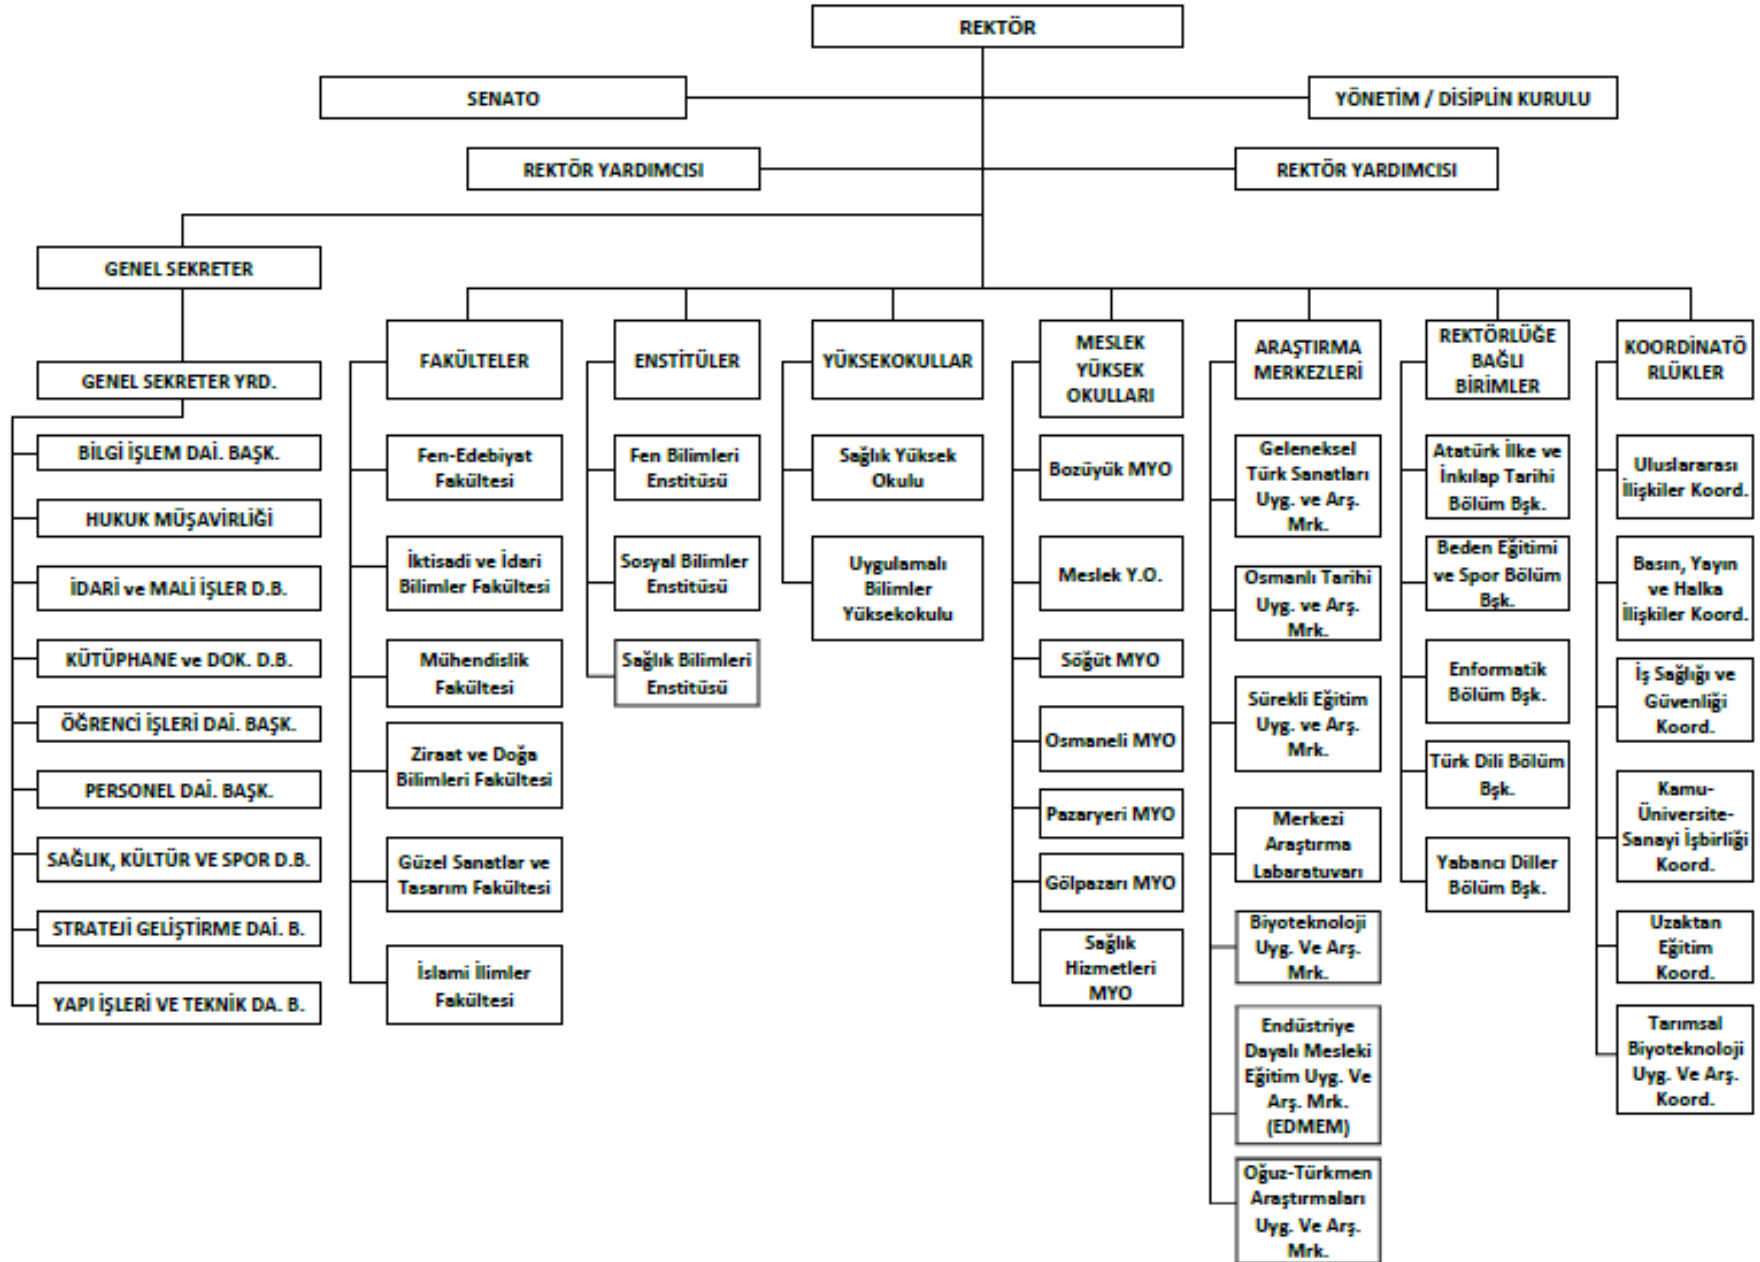 REKTÖR
SENATO
YÖNETİM / DİSİPLİN KURULU
REKTÖR YARDIMCISI
REKTÖR YARDIMCISI
GENEL SEKRETER
GENEL SEKRETER YRD.
BİLGİ İŞLEM DAİ. BAŞK.
HUKUK MÜŞAVİRLİĞİ
İDARİ ve MALİ İŞLER D.B.
KÜTÜPHANE ve DOK. D.B.
ÖĞRENCİ İŞLERİ DAİ. BAŞK.
PERSONEL DAİ. BAŞK.
SAĞLIK, KÜLTÜR VE SPOR D.B.
STRATEJİ GELİŞTİRME DAİ. B.
YAPI İŞLERİ VE TEKNİK DA. B.
FAKÜLTELER
Fen-Edebiyat
Fakültesi
İktisadi ve İdari
Bilimler Fakültesi
Mühendislik
Fakültesi
Ziraat ve Doğa
Bilimleri Fakültesi
Güzel Sanatlar ve
Tasarım Fakültesi
İslami İlimler
Fakültesi
ENSTİTÜLER
Fen Bilimleri
Enstitüsü
Sosyal Bilimler
Enstitüsü
Sağlık Bilimleri
Enstitüsü
YÜKSEKOKULLAR
Sağlık Yüksek
Okulu
Uygulamalı
Bilimler
Yüksekokulu
MESLEK
YÜKSEK
OKULLARI
Bozüyük MYO
Meslek Y.O.
Söğüt MYO
Osmaneli MYO
Pazaryeri MYO
Gölpazarı MYO
Sağlık
Hizmetleri
MYO
ARAŞTIRMA
MERKEZLERİ
Geleneksel
Türk Sanatları
Uyg. ve Arş.
Mrk.
Osmanlı Tarihi
Uyg. ve Arş.
Mrk.
Sürekli Eğitim
Uyg. ve Arş.
Mrk.
Merkezi
Araştırma
Labaratuvarı
Biyoteknoloji
Uyg. Ve Arş.
Mrk.
Endüstriye
Dayalı Mesleki
Eğitim Uyg. Ve
Arş. Mrk.
(EDMEM)
Oğuz-Türkmen
Araştırmaları
Uyg. Ve Arş.
Mrk.
REKTÖRLÜĞE
BAĞLI
BİRİMLER
Atatürk İlke ve
İnkılap Tarihi
Bölüm Bşk.
Beden Eğitimi
ve Spor Bölüm
Bşk.
Enformatik
Bölüm Bşk.
Türk Dili Bölüm
Bşk.
Yabancı Diller
Bölüm Bşk.
KOORDİNATÖ
RLÜKLER
Uluslararası
İlişkiler Koord.
Basın, Yayın
ve Halka
İlişkiler Koord.
İş Sağlığı ve
Güvenliği
Koord.
Kamu-
Üniversite-
Sanayi İşbirliği
Koord.
Uzaktan
Eğitim
Koord.
Tarımsal
Biyoteknoloji
Uyg. Ve Arş.
Koord.